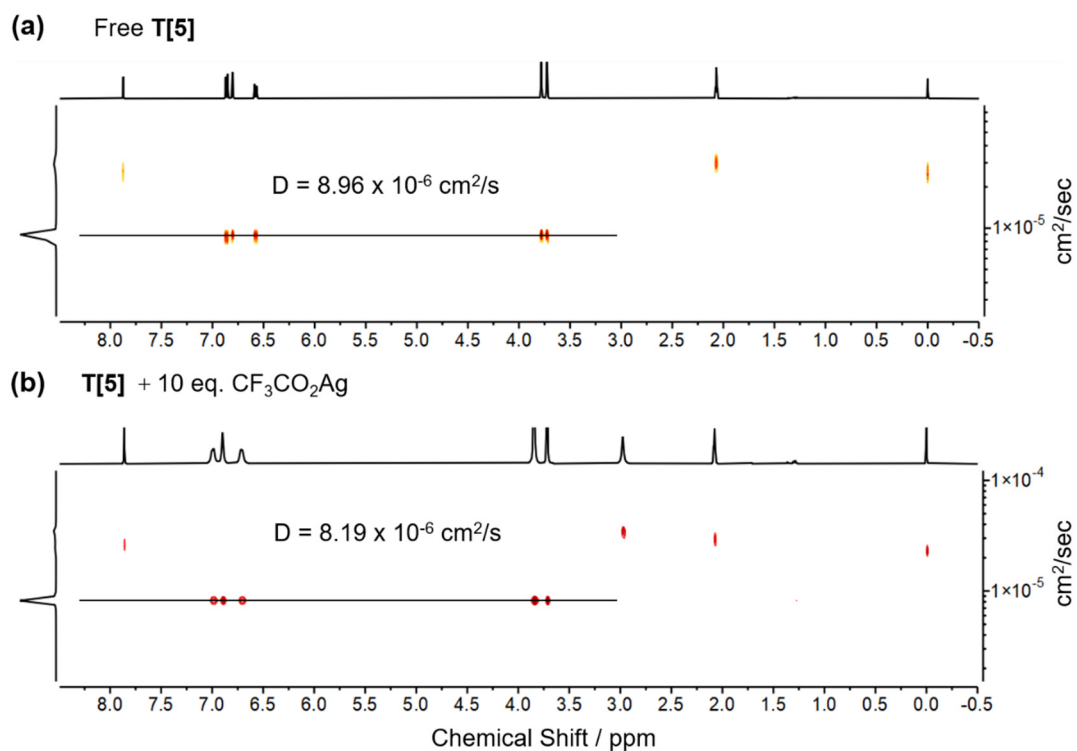 (a) Free T[5]
D = 8.96 x 10⁻⁶ cm²/s
1×10⁻⁵
cm²/sec
8.0 7.5 7.0 6.5 6.0 5.5 5.0 4.5 4.0 3.5 3.0 2.5 2.0 1.5 1.0 0.5 0.0 -0.5
(b) T[5] + 10 eq. CF₃CO₂Ag
1×10⁻⁴
D = 8.19 x 10⁻⁶ cm²/s
1×10⁻⁵
cm²/sec
8.0 7.5 7.0 6.5 6.0 5.5 5.0 4.5 4.0 3.5 3.0 2.5 2.0 1.5 1.0 0.5 0.0 -0.5
Chemical Shift / ppm